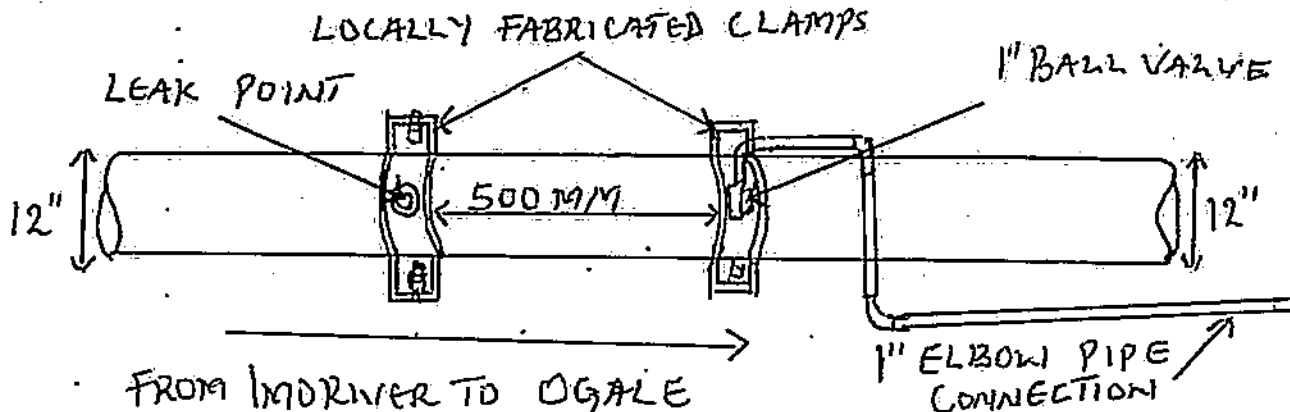 LOCALLY FABRICATED CLAMPS
LEAK POINT
1" BALL VALVE
12"
500 M/M
12"
FROM IMORIVER TO OGALE
1" ELBOW PIPE
CONNECTION